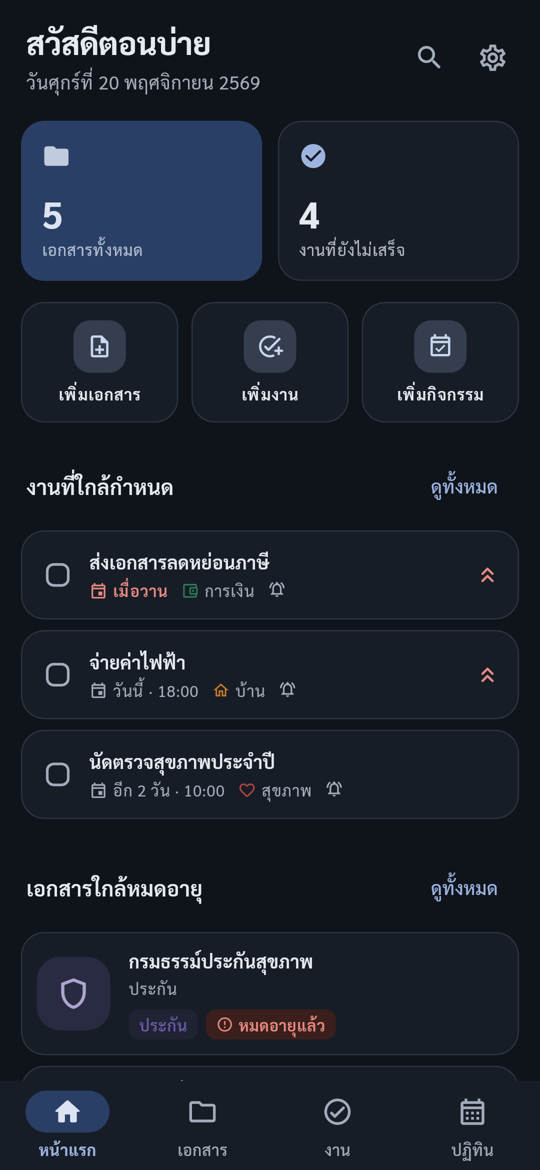 สวัสดีตอนบ่าย
วันศุกร์ที่ 20 พฤศจิกายน 2569
5
เอกสารทั้งหมด
4
งานที่ยังไม่เสร็จ
เพิ่มเอกสาร
เพิ่มงาน
เพิ่มกิจกรรม
งานที่ใกล้กำหนด
ดูทั้งหมด
ส่งเอกสารลดหย่อนภาษี
เมื่อวาน การเงิน
จ่ายค่าไฟฟ้า
วันนี้ · 18:00 บ้าน
นัดตรวจสุขภาพประจำปี
อีก 2 วัน · 10:00 สุขภาพ
เอกสารใกล้หมดอายุ
ดูทั้งหมด
กรมธรรม์ประกันสุขภาพ
ประกัน
ประกัน หมดอายุแล้ว
หน้าแรก
เอกสาร
งาน
ปฏิทิน